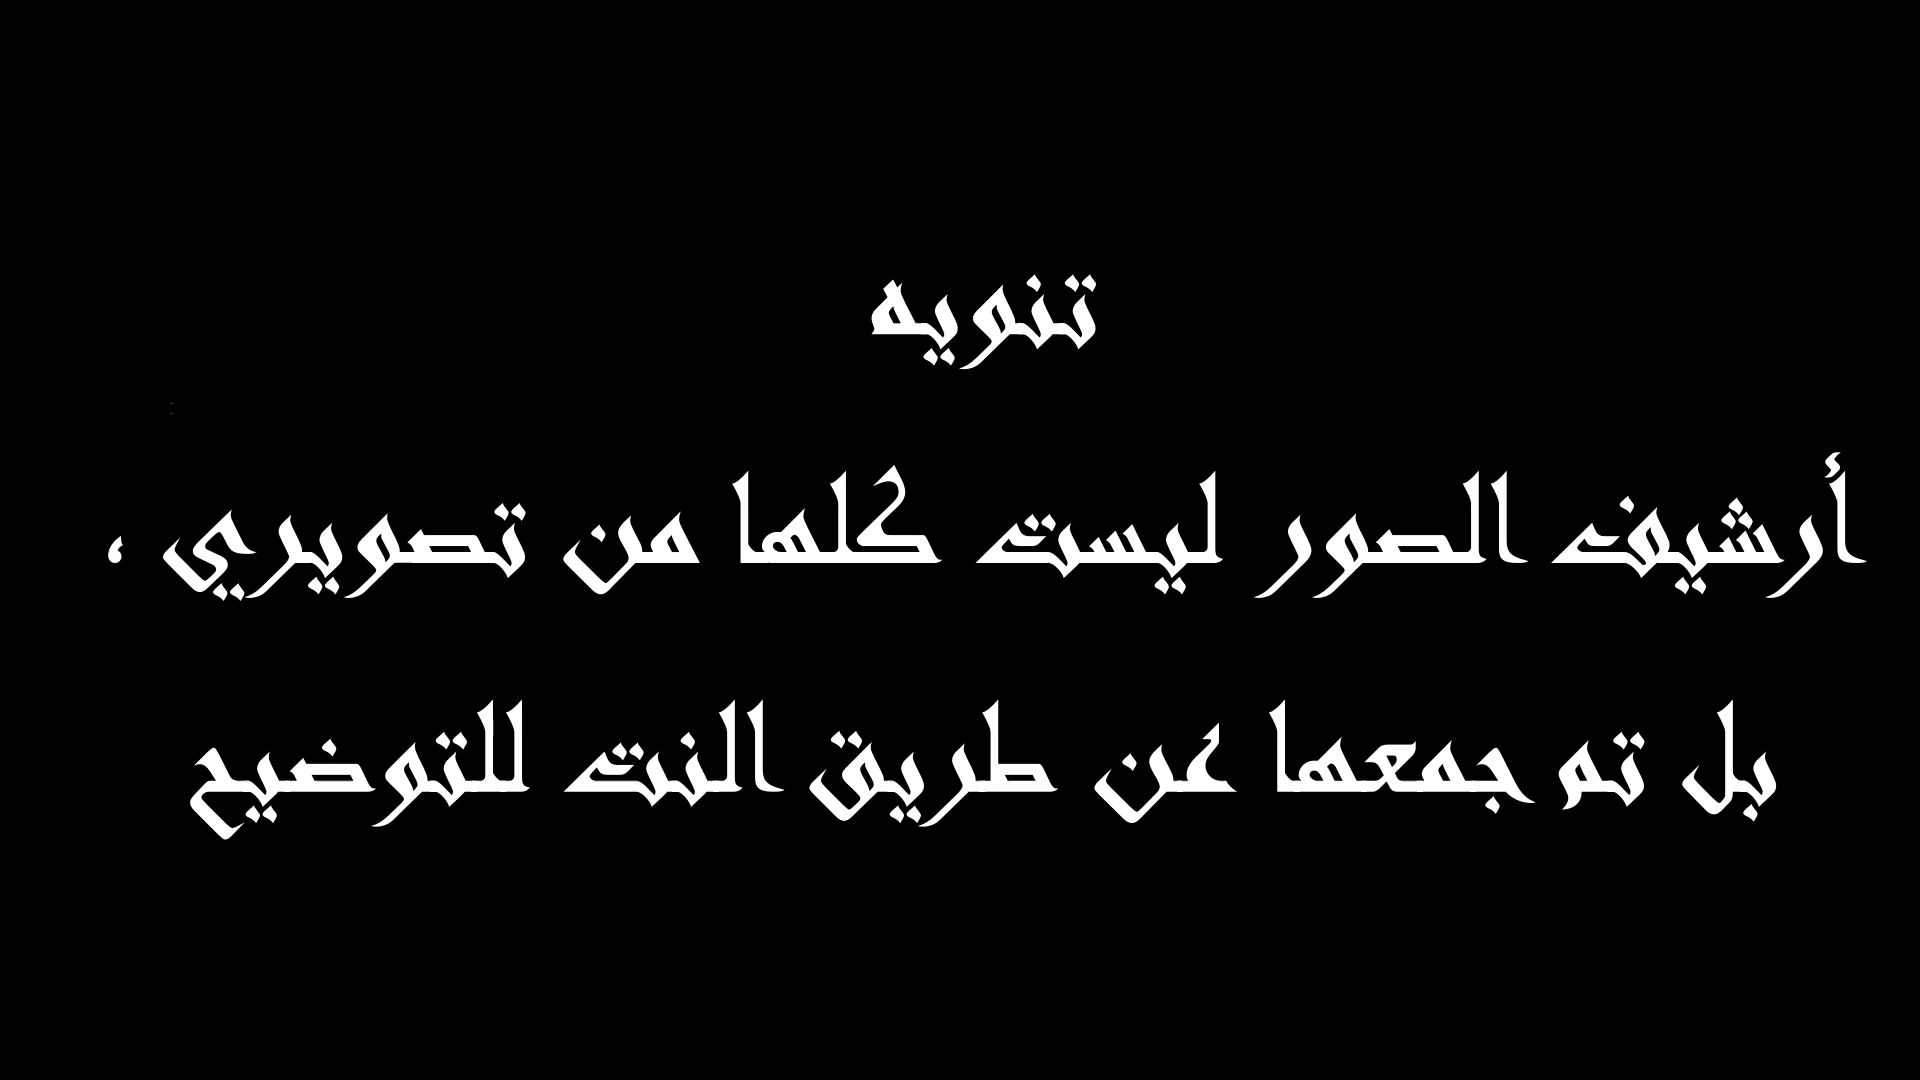 تنويه
أرشيف الصور ليست كلها من تصويري ،
بل تم جمعها عن طريق النت للتوضيح